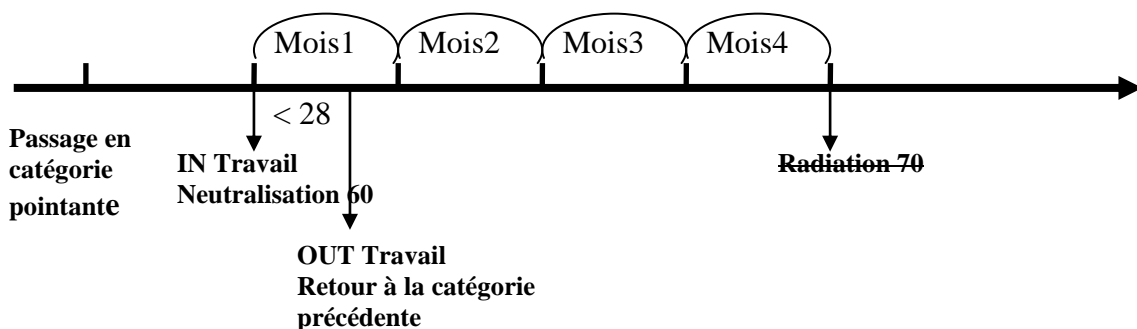 Mois1 Mois2 Mois3 Mois4
< 28
Passage en
catégorie
pointante
IN Travail
Neutralisation 60
Radiation 70
OUT Travail
Retour à la catégorie
précédente